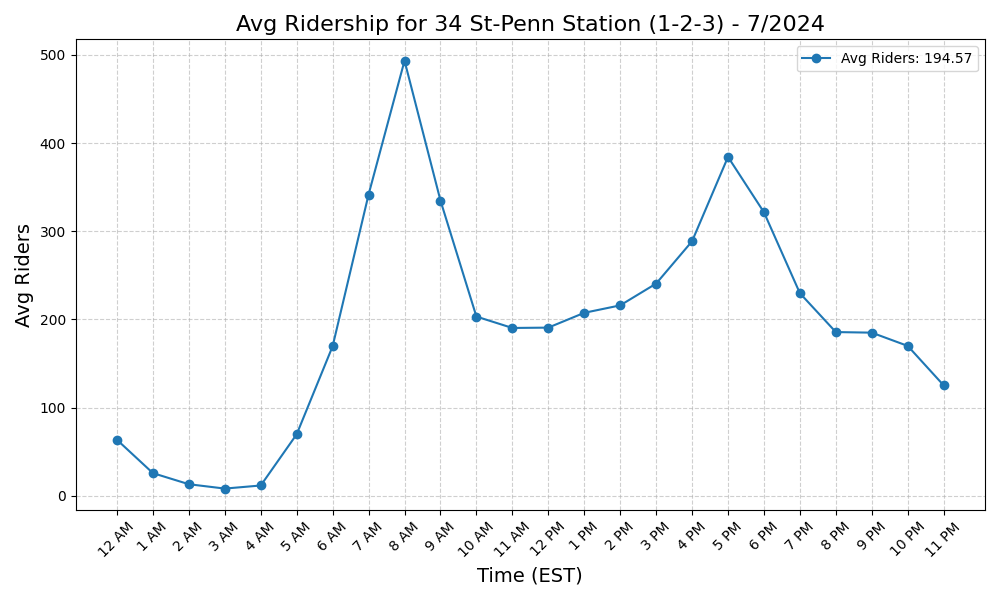 Avg Ridership for 34 St-Penn Station (1-2-3) - 7/2024
Avg Riders: 194.57
Avg Riders
500
400
300
200
100
0
12 AM
1 AM
2 AM
3 AM
4 AM
5 AM
6 AM
7 AM
8 AM
9 AM
10 AM
11 AM
12 PM
1 PM
2 PM
3 PM
4 PM
5 PM
6 PM
7 PM
8 PM
9 PM
10 PM
11 PM
Time (EST)